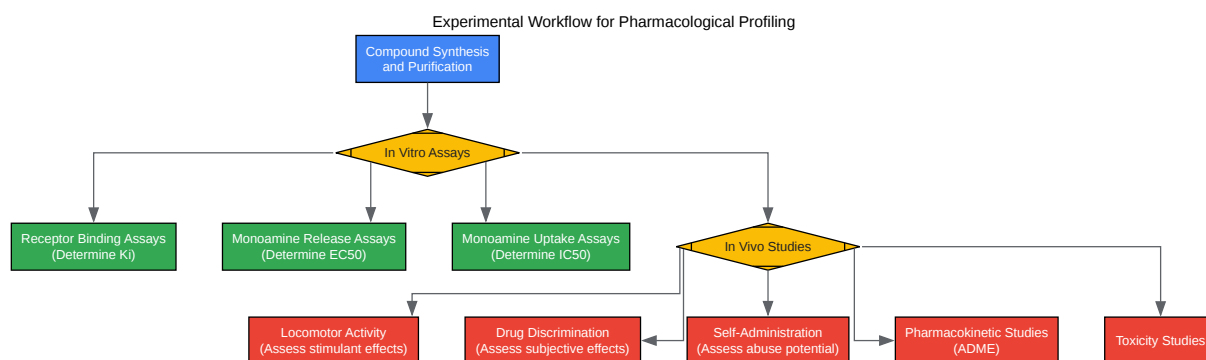 Experimental Workflow for Pharmacological Profiling
Compound Synthesis
and Purification
In Vitro Assays
Receptor Binding Assays
(Determine Ki)
Monoamine Release Assays
(Determine EC50)
Monoamine Uptake Assays
(Determine IC50)
In Vivo Studies
Locomotor Activity
(Assess stimulant effects)
Drug Discrimination
(Assess subjective effects)
Self-Administration
(Assess abuse potential)
Pharmacokinetic Studies
(ADME)
Toxicity Studies